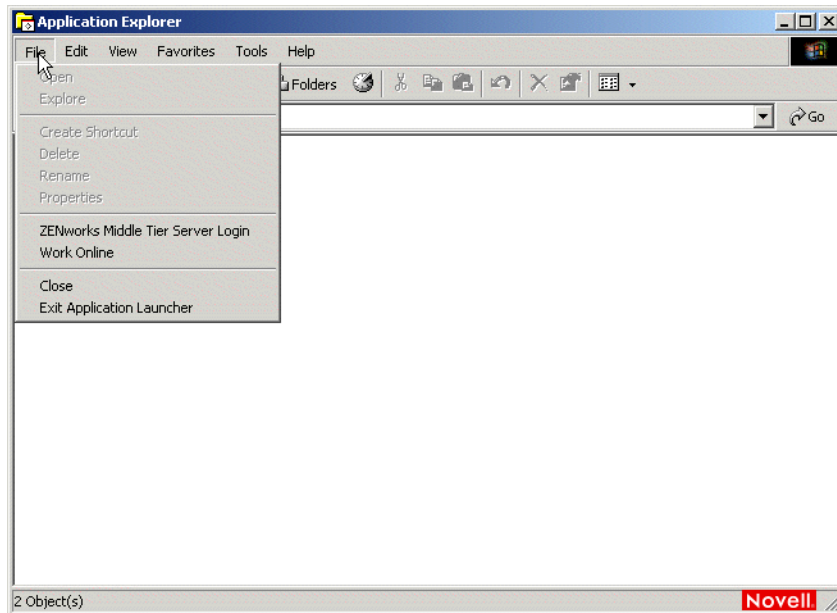 Application Explorer
File Edit View Favorites Tools Help
Open
Folders
Explore
Go
Create Shortcut
Delete
Rename
Properties
ZENworks Middle Tier Server Login
Work Online
Close
Exit Application Launcher
2 Object(s)
Novell.